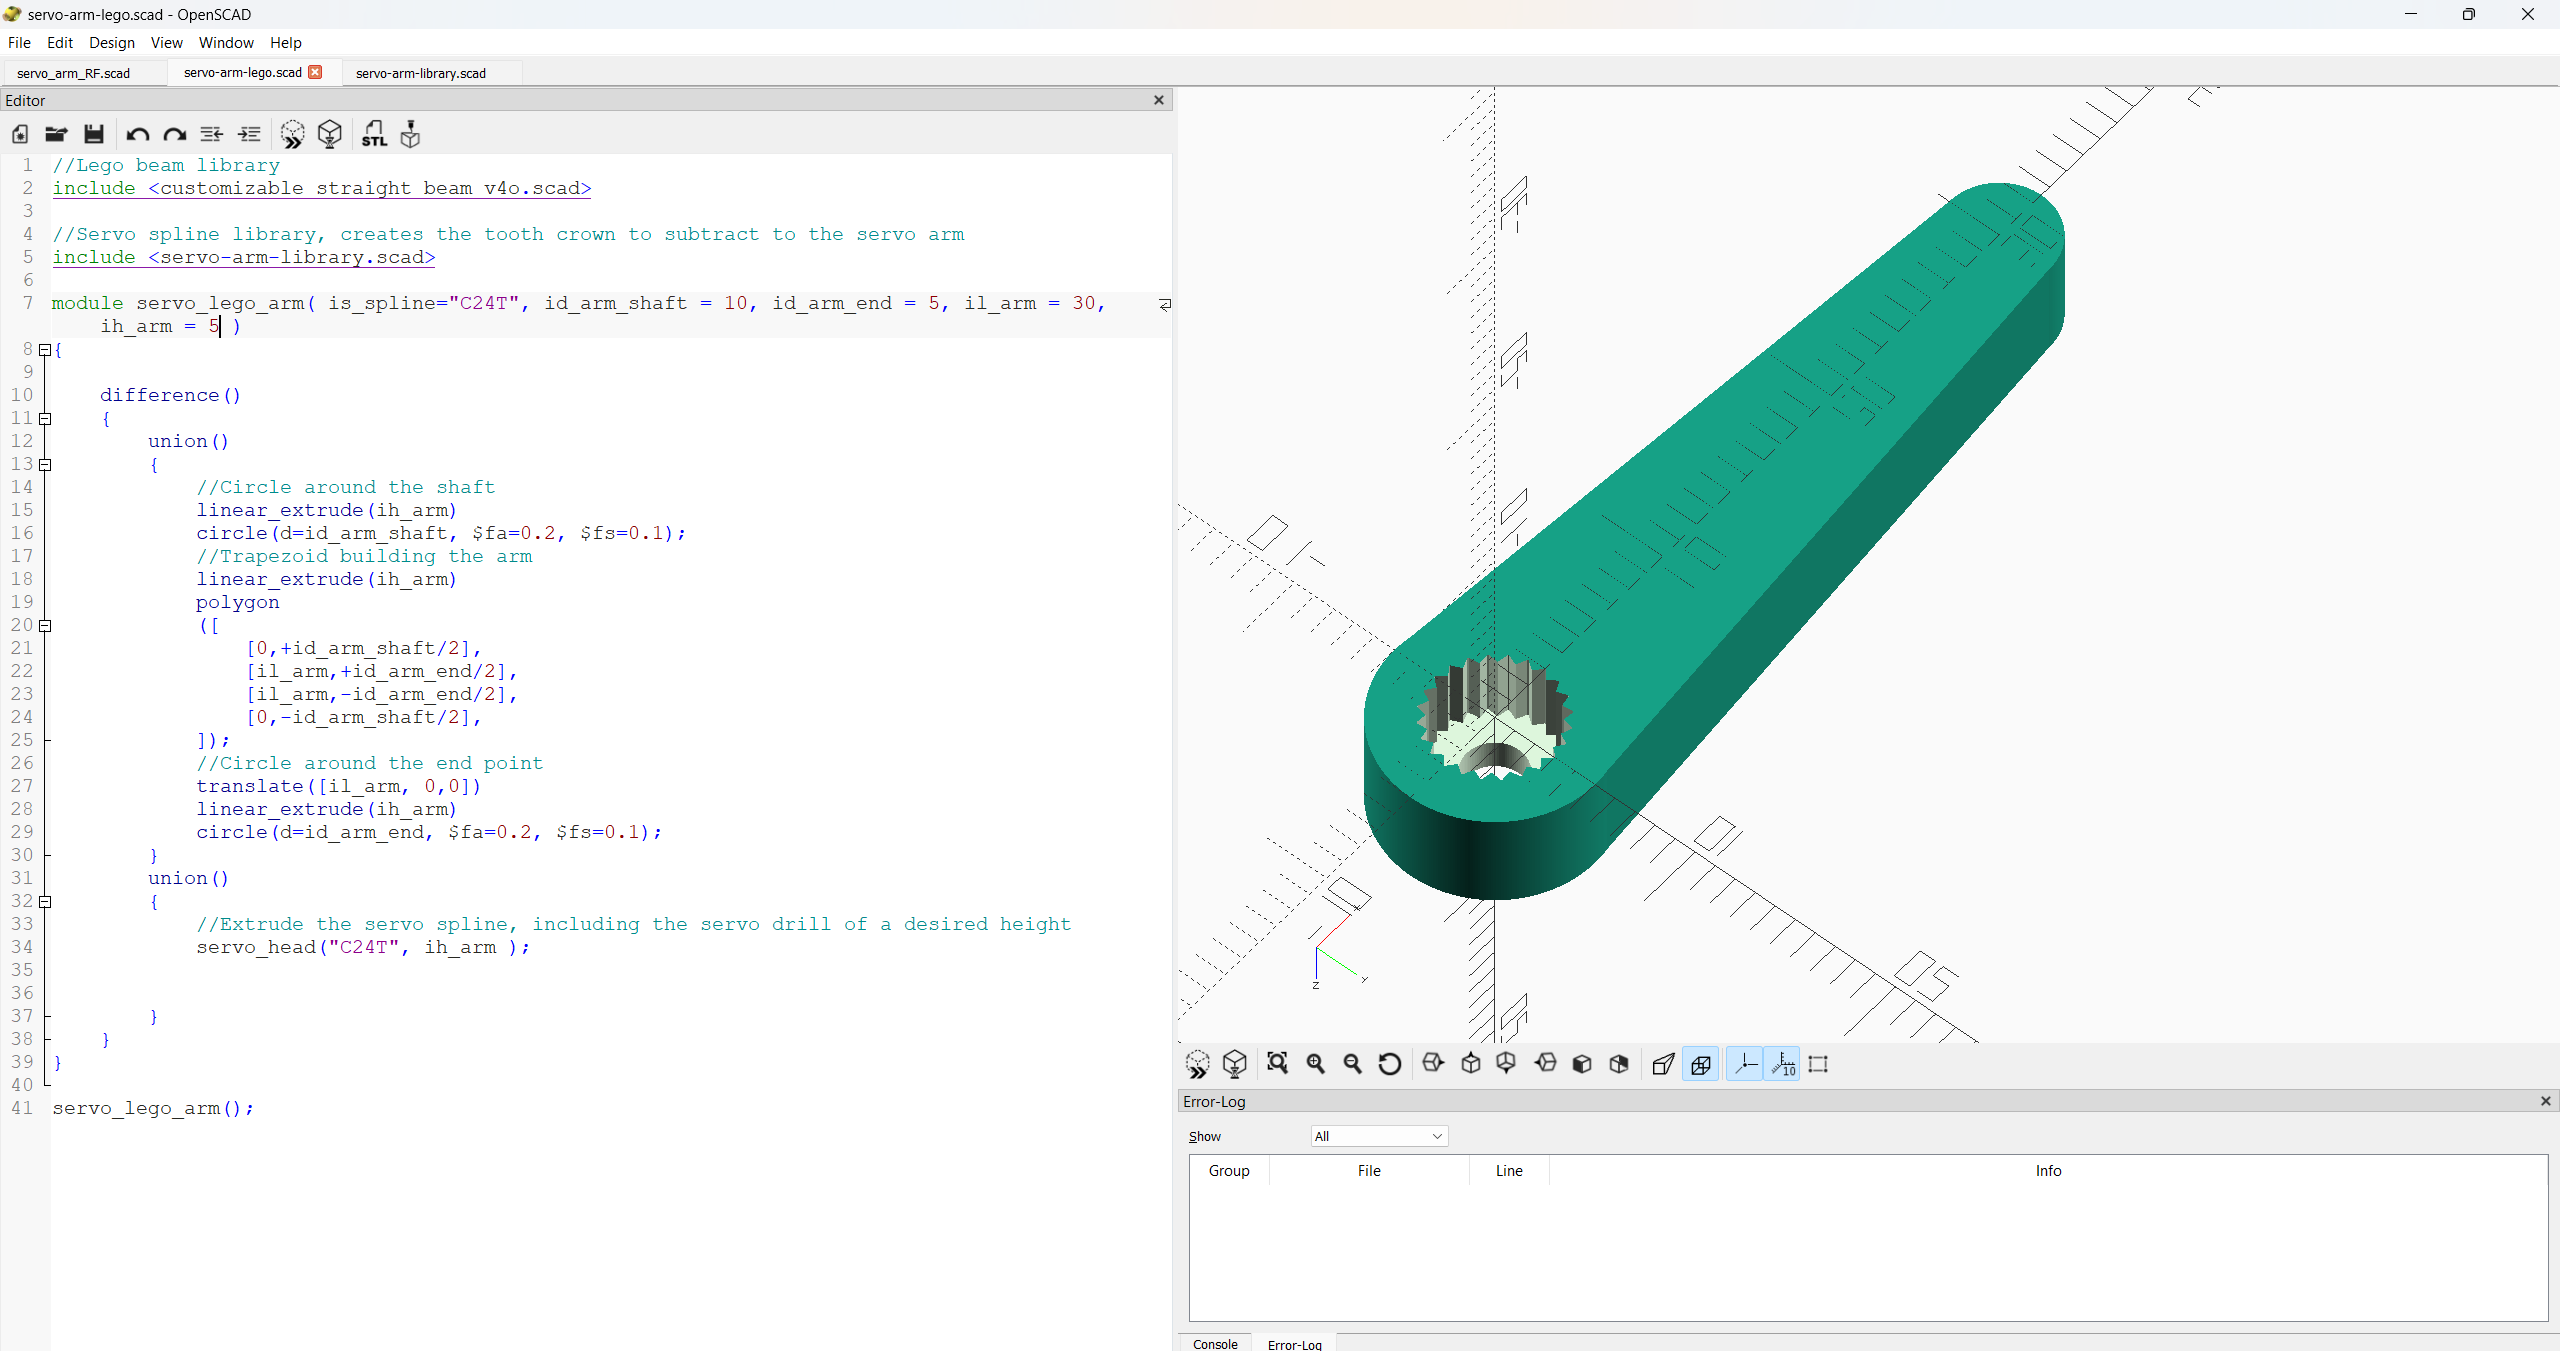 servo-arm-lego.scad - OpenSCAD
File Edit Design View Window Help
servo_arm_RF.scad servo-arm-lego.scad servo-arm-library.scad
Editor
STL
1 //Lego beam library
2 include <customizable straight beam v4o.scad>
3
4 //Servo spline library, creates the tooth crown to subtract to the servo arm
5 include <servo-arm-library.scad>
6
7 module servo_lego_arm( is_spline="C24T", id_arm_shaft = 10, id_arm_end = 5, il_arm = 30,
ih_arm = 5 )
8 {
9
10 difference()
11 {
12 union()
13 {
14 //Circle around the shaft
15 linear_extrude(ih_arm)
16 circle(d=id_arm_shaft, $fa=0.2, $fs=0.1);
17 //Trapezoid building the arm
18 linear_extrude(ih_arm)
19 polygon
20 ([
21 [0,+id_arm_shaft/2],
22 [il_arm,+id_arm_end/2],
23 [il_arm,-id_arm_end/2],
24 [0,-id_arm_shaft/2],
25 ]);
26 //Circle around the end point
27 translate([il_arm, 0,0])
28 linear_extrude(ih_arm)
29 circle(d=id_arm_end, $fa=0.2, $fs=0.1);
30 }
31 union()
32 {
33 //Extrude the servo spline, including the servo drill of a desired height
34 servo_head("C24T", ih_arm );
35
36
37 }
38 }
39 }
40
41 servo_lego_arm();
z
10
Error-Log
Show All
Group File Line Info
Console Error-Log